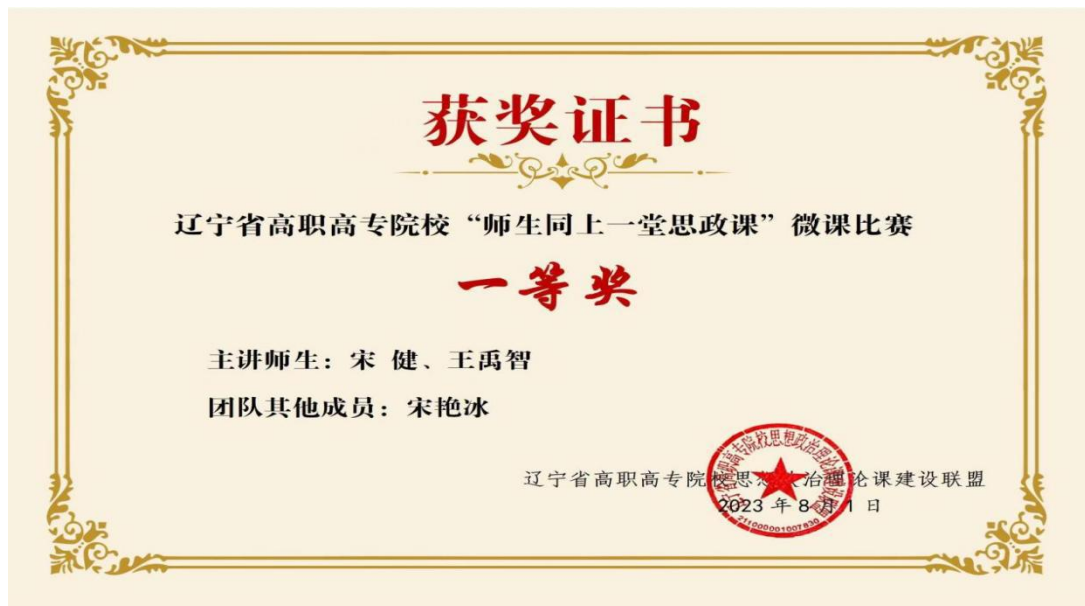 获奖证书
辽宁省高职高专院校“师生同上一堂思政课”微课比赛
一等奖
主讲师生：宋 健、王禹智
团队其他成员：宋艳冰
辽宁省高职高专院校思想政治理论课建设联盟
2023 年 8 月 1 日